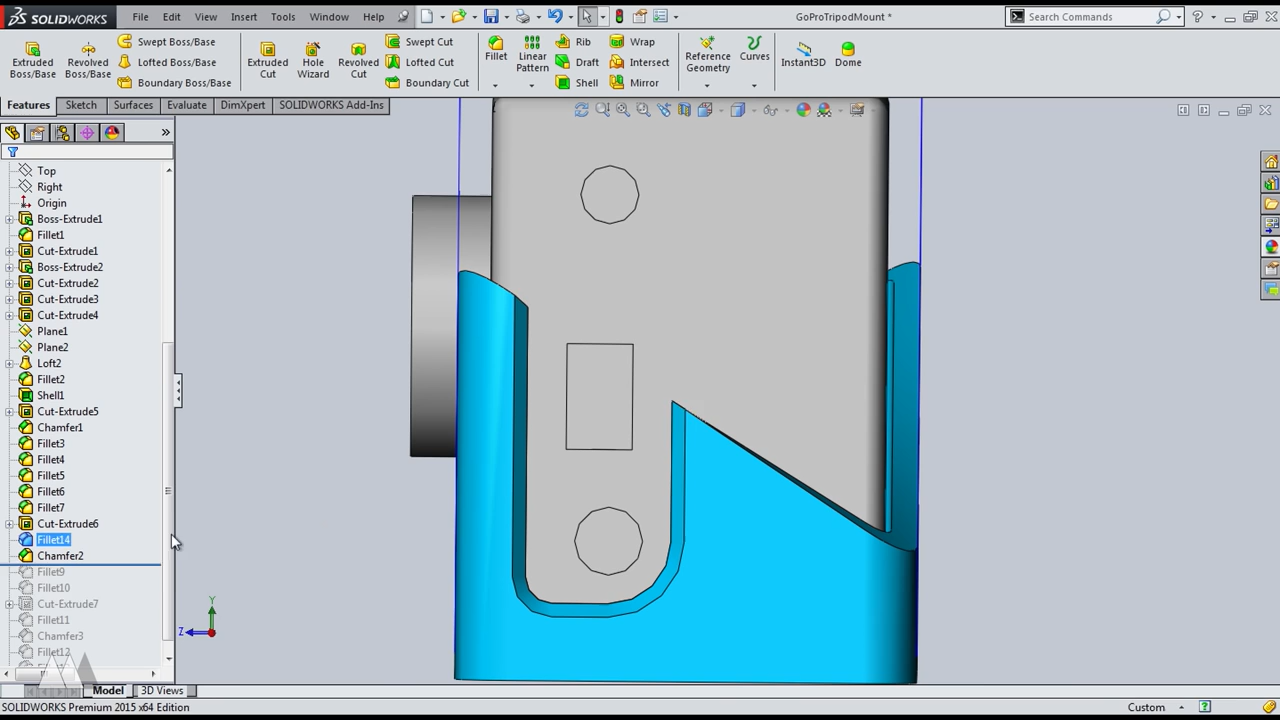 SOLIDWORKS File Edit View Insert Tools Window Help GoProTripodMount * Search Commands
Extruded Boss/Base Revolved Boss/Base Swept Boss/Base Lofted Boss/Base Boundary Boss/Base Extruded Cut Hole Wizard Revolved Cut Swept Cut Lofted Cut Boundary Cut Fillet Linear Pattern Rib Draft Shell Wrap Intersect Mirror Reference Geometry Curves Instant3D Dome
Features Sketch Surfaces Evaluate DimXpert SOLIDWORKS Add-Ins
Top
Right
Origin
Boss-Extrude1
Fillet1
Cut-Extrude1
Boss-Extrude2
Cut-Extrude2
Cut-Extrude3
Cut-Extrude4
Plane1
Plane2
Loft2
Fillet2
Shell1
Cut-Extrude5
Chamfer1
Fillet3
Fillet4
Fillet5
Fillet6
Fillet7
Cut-Extrude6
Fillet14
Chamfer2
Fillet9
Fillet10
Cut-Extrude7
Fillet11
Chamfer3
Fillet12
Y
Z
Model 3D Views
SOLIDWORKS Premium 2015 x64 Edition Custom